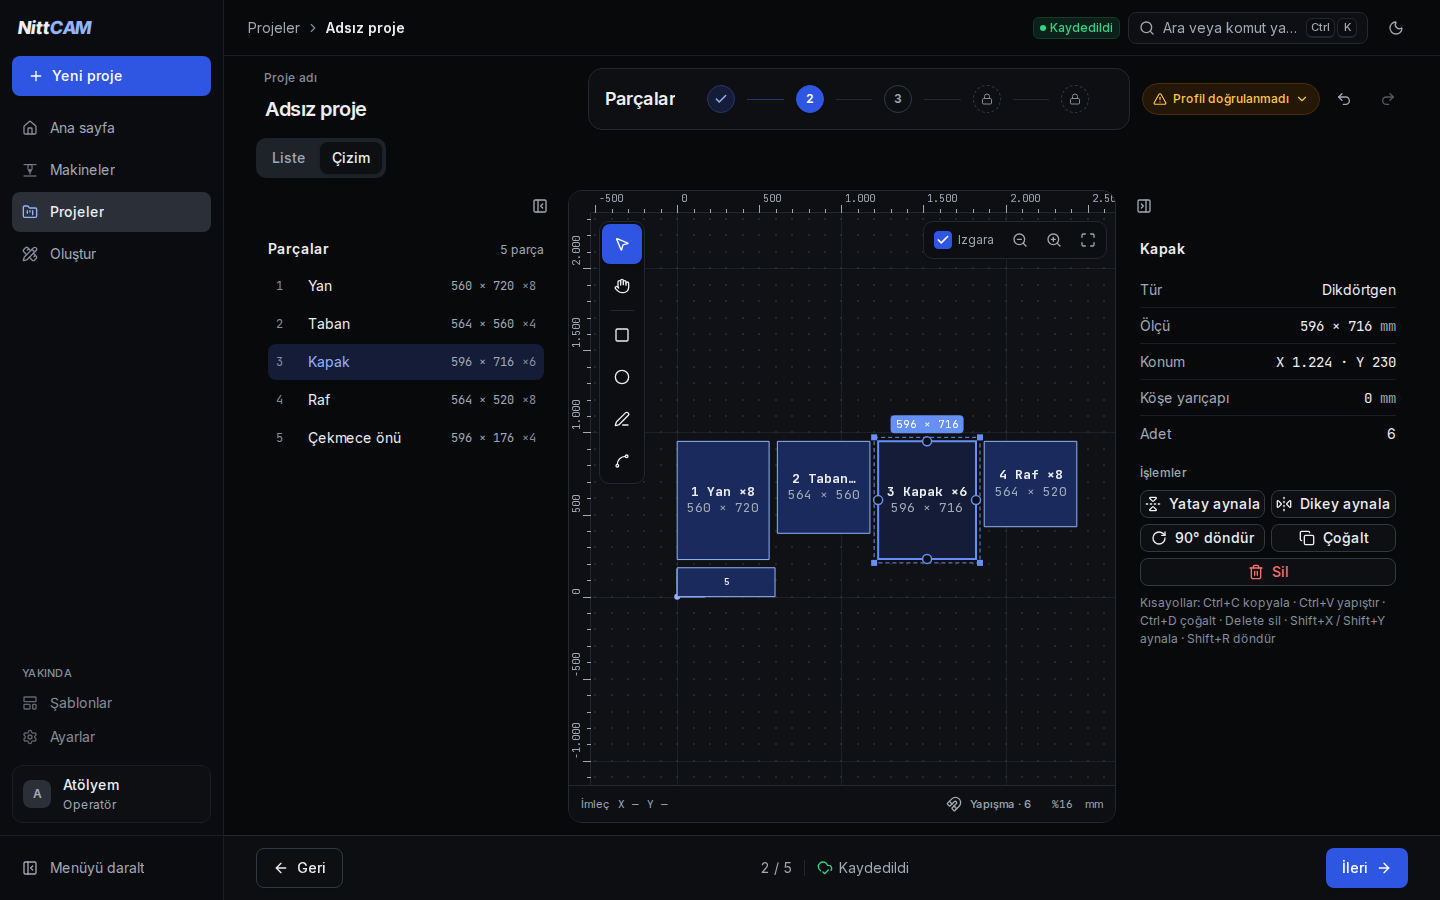 NittCAM
Yeni proje
Ana sayfa
Makineler
Projeler
Oluştur
YAKINDA
Şablonlar
Ayarlar
A
Atölyem
Operatör
Menüyü daralt
Projeler
Adsız proje
Kaydedildi
Ara veya komut ya…
Ctrl
K
Proje adı
Adsız proje
Parçalar
2
3
Profil doğrulanmadı
Liste
Çizim
Parçalar
5 parça
1 Yan 560 × 720 ×8
2 Taban 564 × 560 ×4
3 Kapak 596 × 716 ×6
4 Raf 564 × 520 ×8
5 Çekmece önü 596 × 176 ×4
-500 0 500 1.000 1.500 2.000
2.000
1.500
1.000
500
0
-500
-1.000
Izgara
596 × 716
1 Yan ×8
560 × 720
2 Taban…
564 × 560
3 Kapak ×6
596 × 716
4 Raf ×8
564 × 520
5
İmleç X — Y —
Yapışma · 6
%16
mm
Kapak
Tür Dikdörtgen
Ölçü 596 × 716 mm
Konum X 1.224 · Y 230
Köşe yarıçapı 0 mm
Adet 6
İşlemler
Yatay aynala
Dikey aynala
90° döndür
Çoğalt
Sil
Kısayollar: Ctrl+C kopyala · Ctrl+V yapıştır ·
Ctrl+D çoğalt · Delete sil · Shift+X / Shift+Y
aynala · Shift+R döndür
Geri
2 / 5
Kaydedildi
İleri